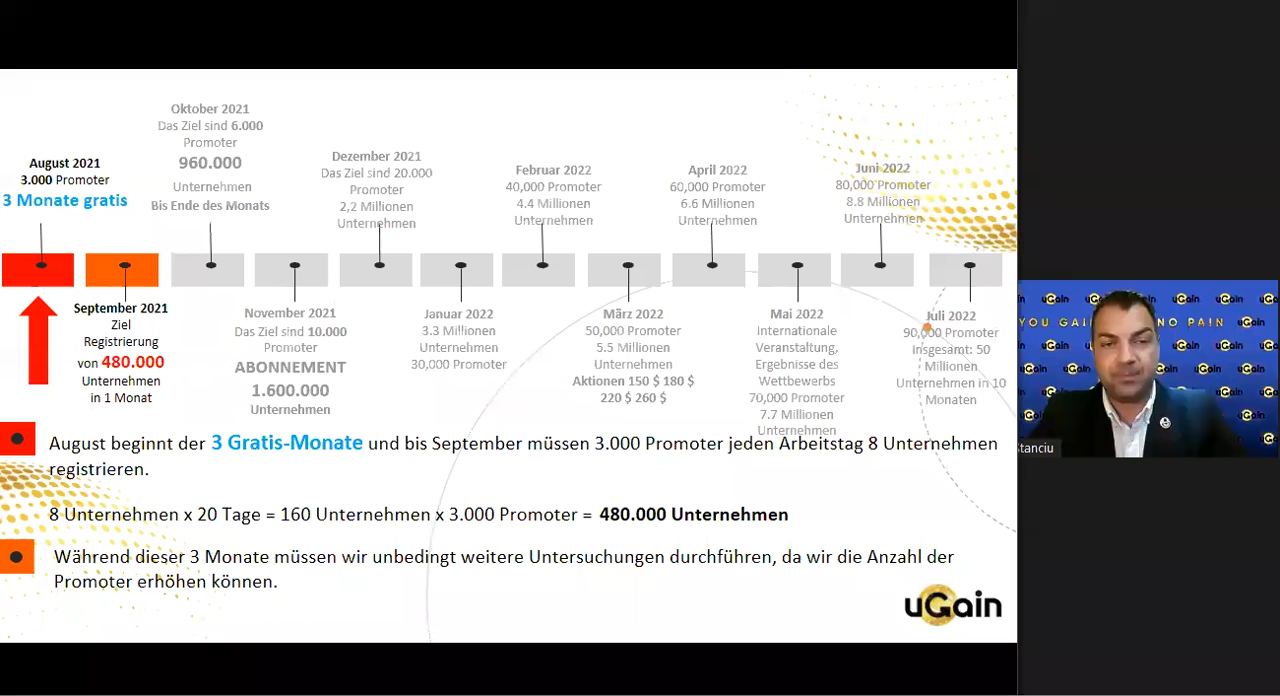 Oktober 2021
Das Ziel sind 6.000
Promoter
960.000
Unternehmen
Bis Ende des Monats
August 2021
3.000 Promoter
3 Monate gratis
Dezember 2021
Das Ziel sind 20.000
Promoter
2,2 Millionen
Unternehmen
Februar 2022
40,000 Promoter
4.4 Millionen
Unternehmen
April 2022
60,000 Promoter
6.6 Millionen
Unternehmen
Juni 2022
80,000 Promoter
8.8 Millionen
Unternehmen
September 2021
Ziel
Registrierung
von 480.000
Unternehmen
in 1 Monat
November 2021
Das Ziel sind 10.000
Promoter
ABONNEMENT
1.600.000
Unternehmen
Januar 2022
3.3 Millionen
Unternehmen
30,000 Promoter
März 2022
50,000 Promoter
5.5 Millionen
Unternehmen
Aktionen 150 $ 180 $
220 $ 260 $
Mai 2022
Internationale
Veranstaltung,
Ergebnisse des
Wettbewerbs
70,000 Promoter
7.7 Millionen
Unternehmen
Juli 2022
90,000 Promoter
Insgesamt: 50
Millionen
Unternehmen in 10
Monaten
August beginnt der 3 Gratis-Monate und bis September müssen 3.000 Promoter jeden Arbeitstag 8 Unternehmen
registrieren.
8 Unternehmen x 20 Tage = 160 Unternehmen x 3.000 Promoter = 480.000 Unternehmen
Während dieser 3 Monate müssen wir unbedingt weitere Untersuchungen durchführen, da wir die Anzahl der
Promoter erhöhen können.
uGain
YOU GAI NO PAIN
uGain
Stanciu